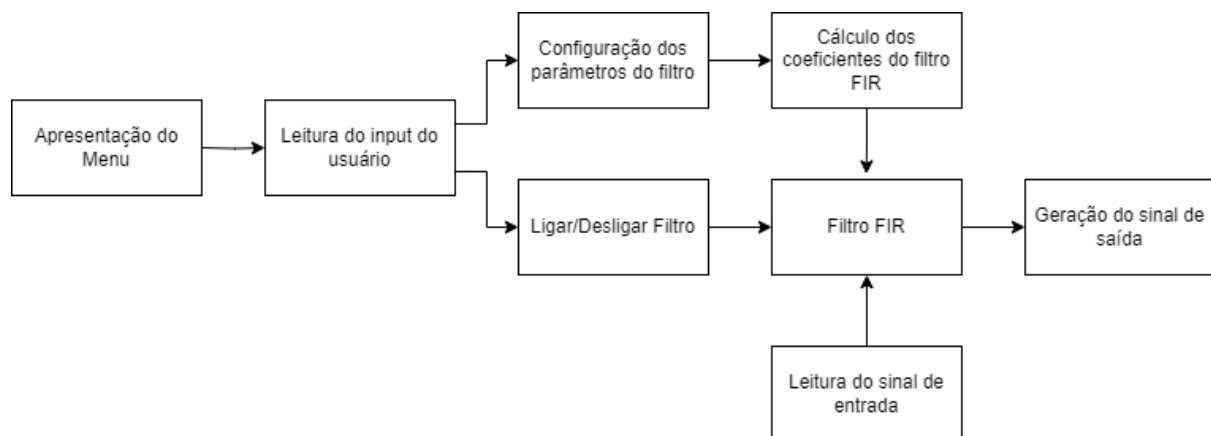 Configuração dos
parâmetros do filtro
Cálculo dos
coeficientes do filtro
FIR
Apresentação do
Menu
Leitura do input do
usuário
Ligar/Desligar Filtro
Filtro FIR
Geração do sinal de
saída
Leitura do sinal de
entrada